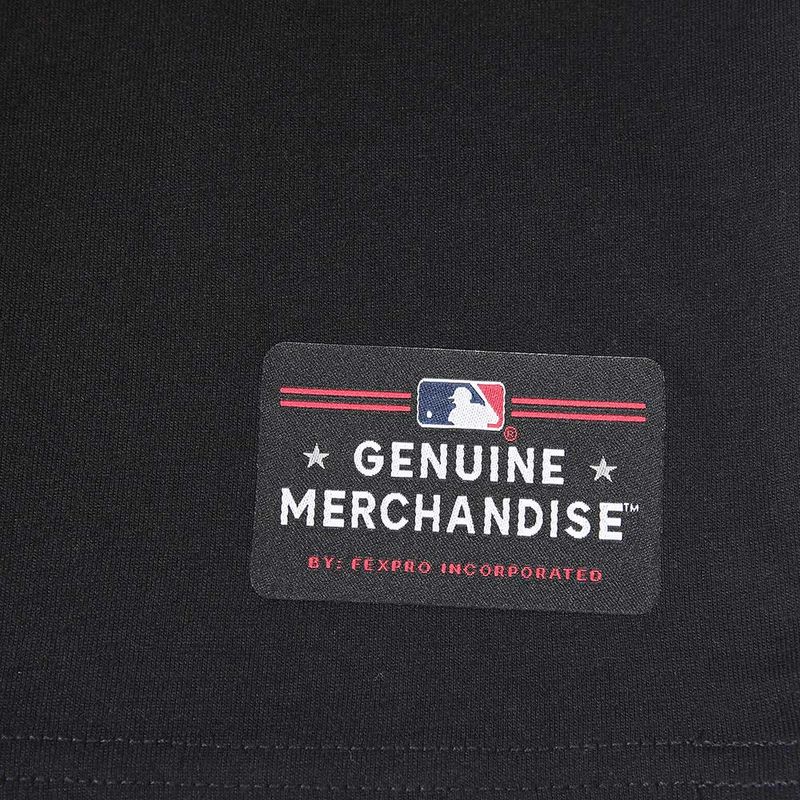 ®
GENUINE
MERCHANDISE™
BY: FEXPRO INCORPORATED